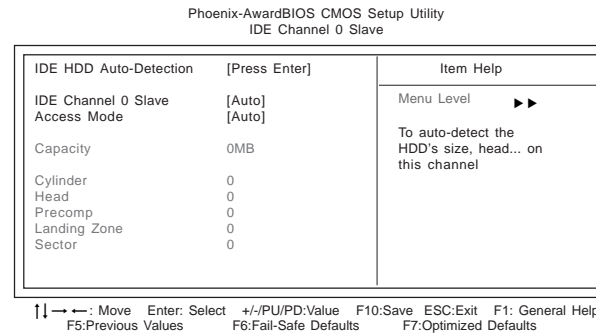 Phoenix-AwardBIOS CMOS Setup Utility
IDE Channel 0 Slave
IDE HDD Auto-Detection [Press Enter] Item Help
IDE Channel 0 Slave [Auto] Menu Level ▶▶
Access Mode [Auto]
To auto-detect the
Capacity 0MB HDD's size, head... on
this channel
Cylinder 0
Head 0
Precomp 0
Landing Zone 0
Sector 0
↑↓→←: Move Enter: Select +/-/PU/PD:Value F10:Save ESC:Exit F1: General Help
F5:Previous Values F6:Fail-Safe Defaults F7:Optimized Defaults